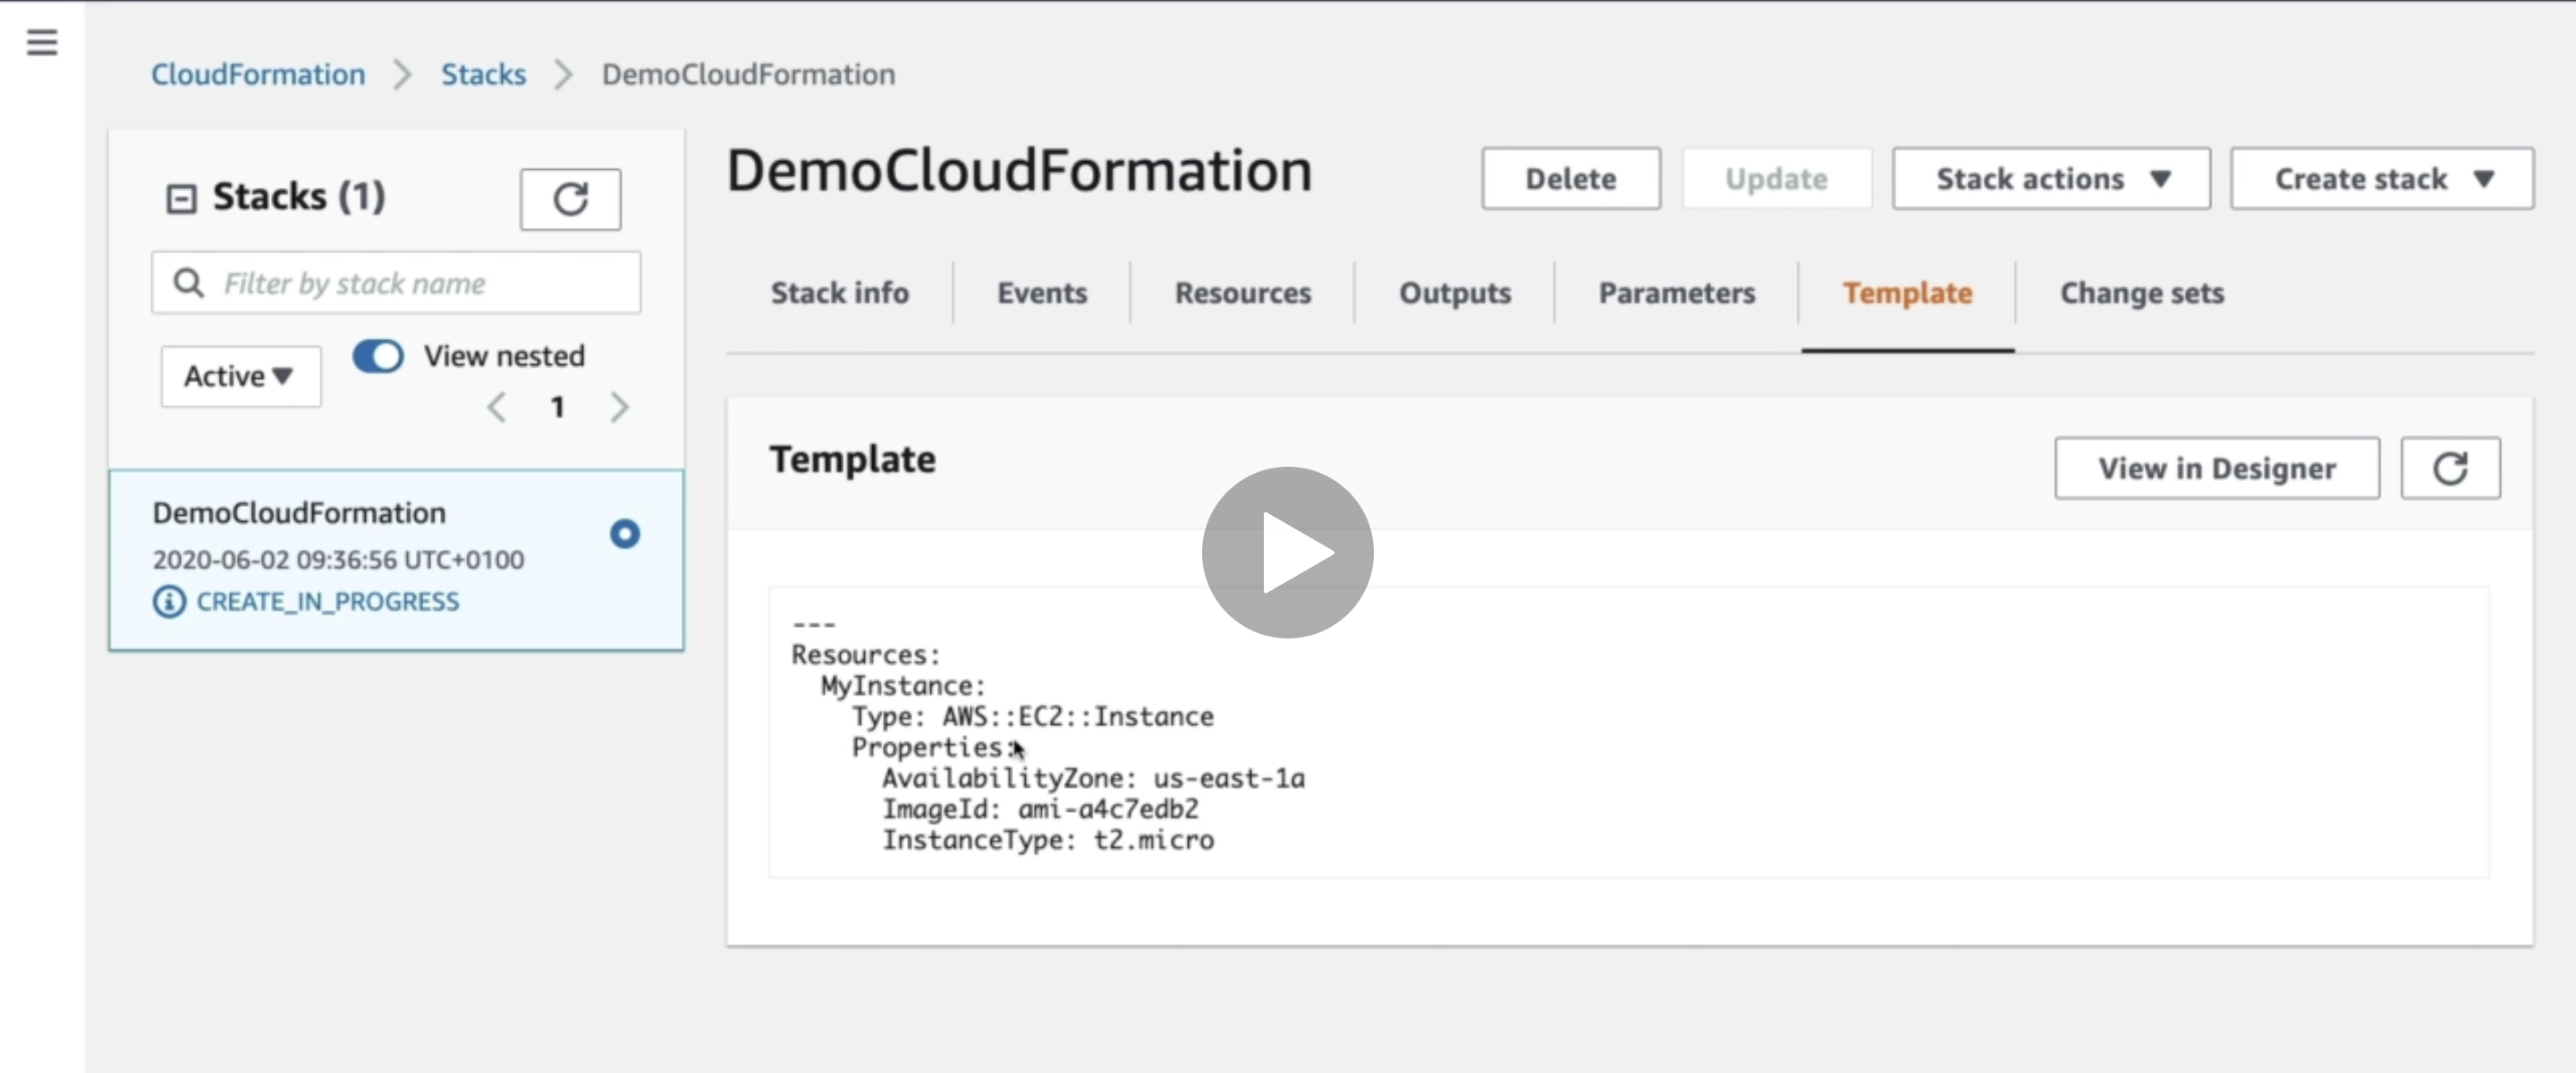 CloudFormation > Stacks > DemoCloudFormation
Stacks (1)
Filter by stack name
Active
View nested
1
DemoCloudFormation
2020-06-02 09:36:56 UTC+0100
CREATE_IN_PROGRESS
DemoCloudFormation
Delete
Update
Stack actions
Create stack
Stack info
Events
Resources
Outputs
Parameters
Template
Change sets
Template
View in Designer
---
Resources:
  MyInstance:
    Type: AWS::EC2::Instance
    Properties:
      AvailabilityZone: us-east-1a
      ImageId: ami-a4c7edb2
      InstanceType: t2.micro